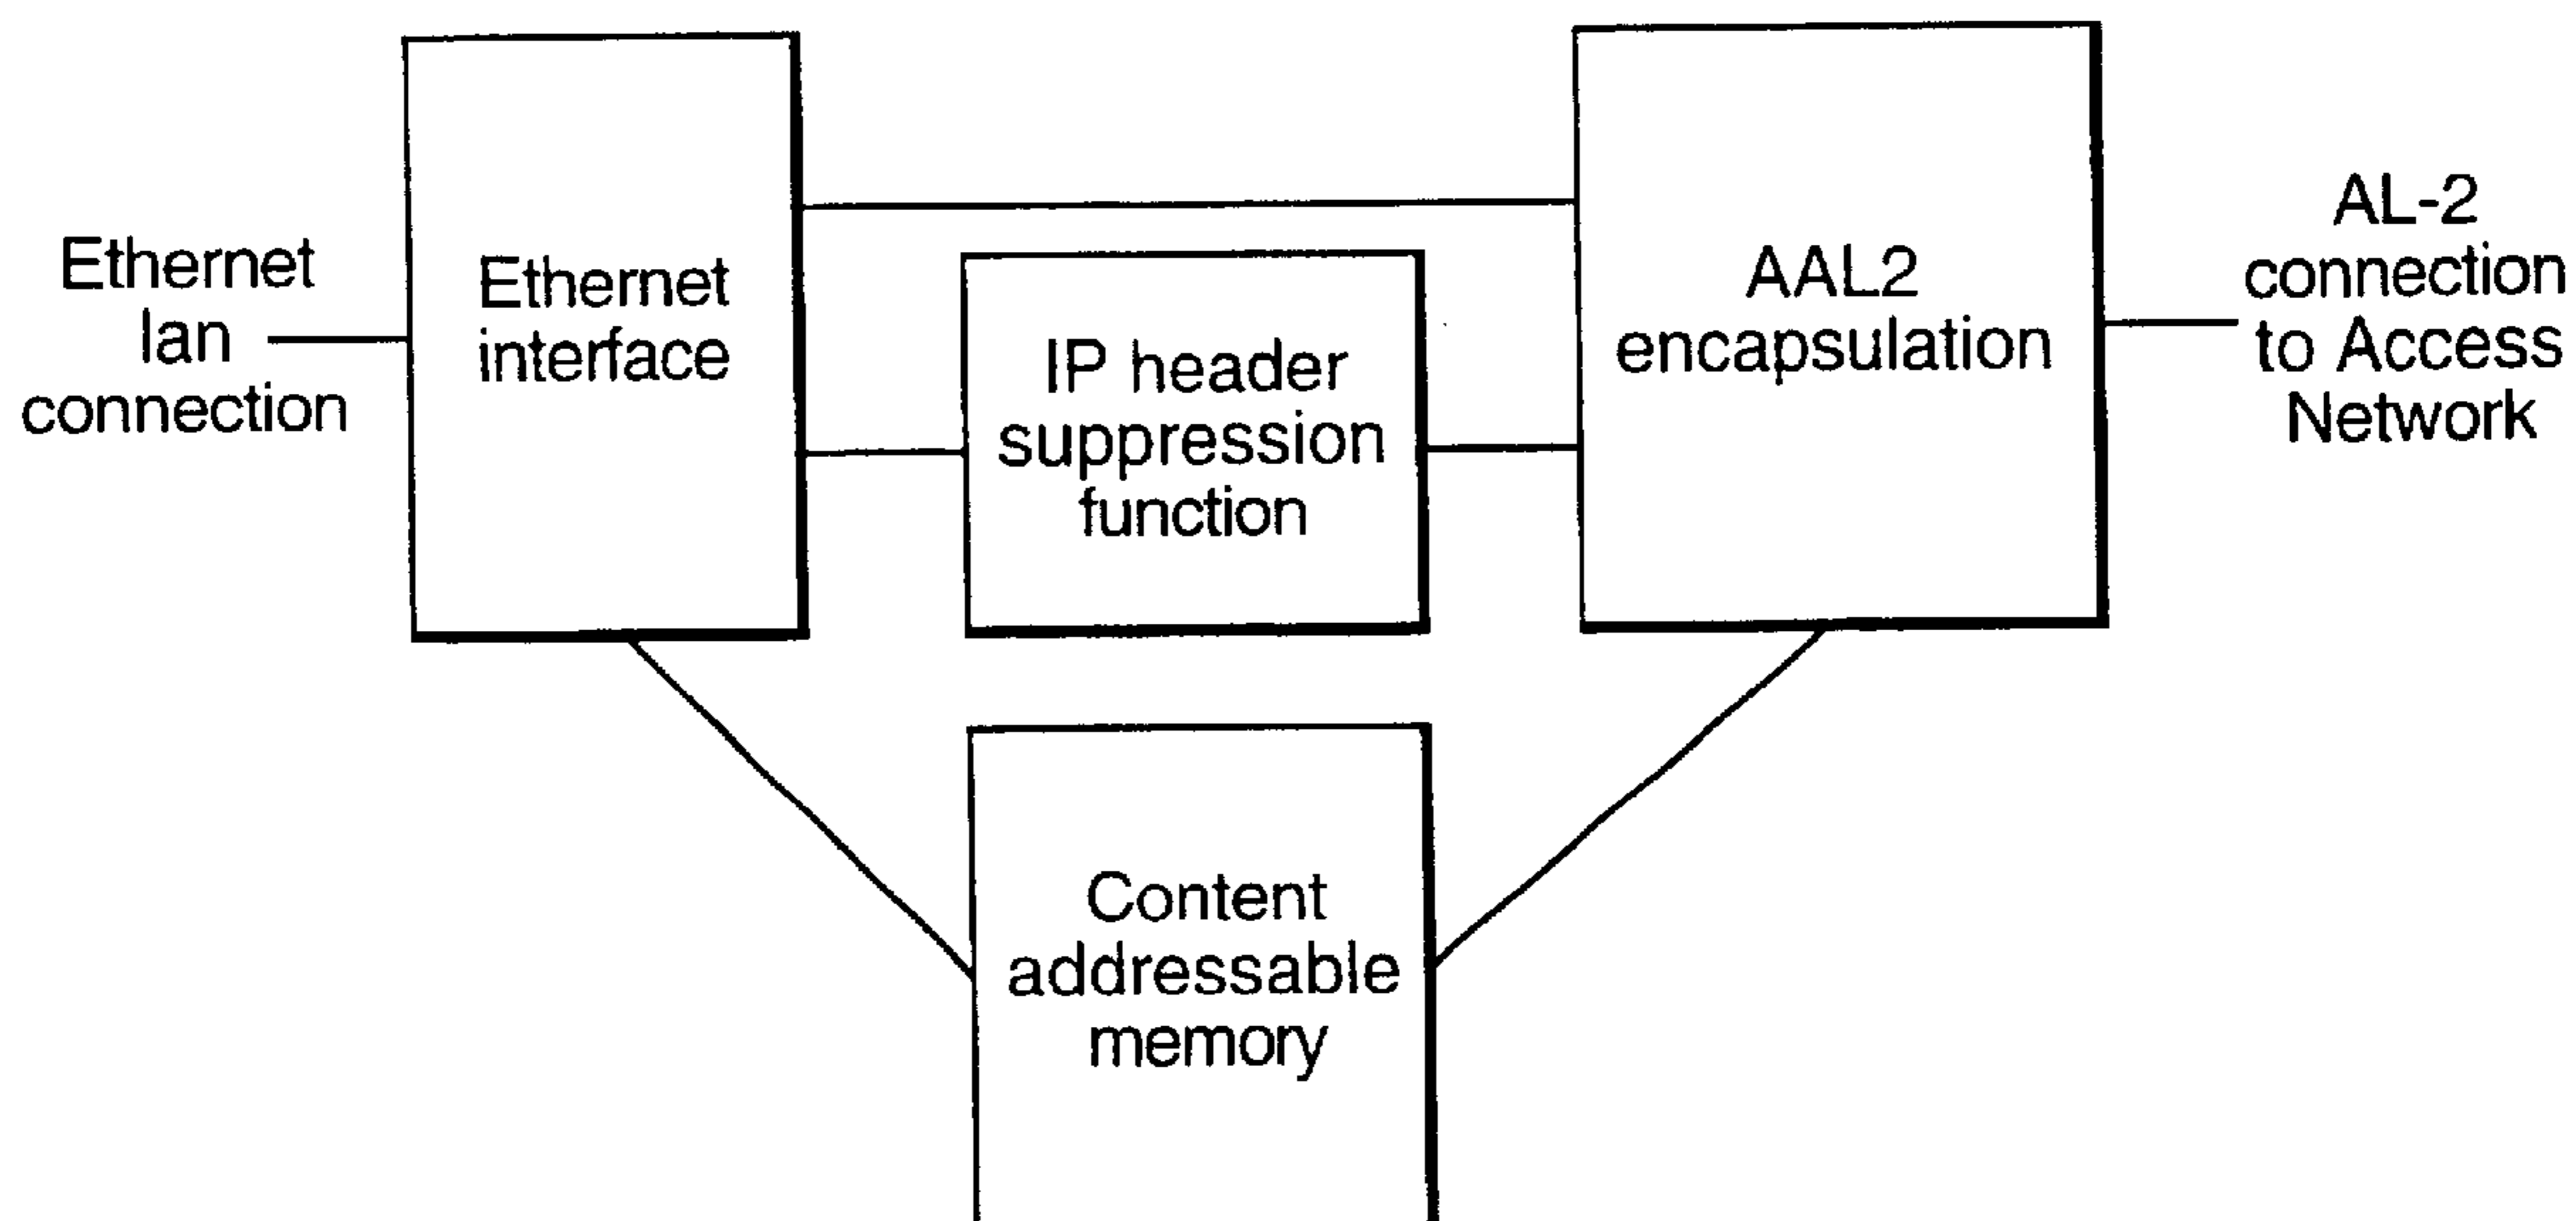 Ethernet
lan
connection
Ethernet
interface
IP header
suppression
function
AAL2
encapsulation
AL-2
connection
to Access
Network
Content
addressable
memory